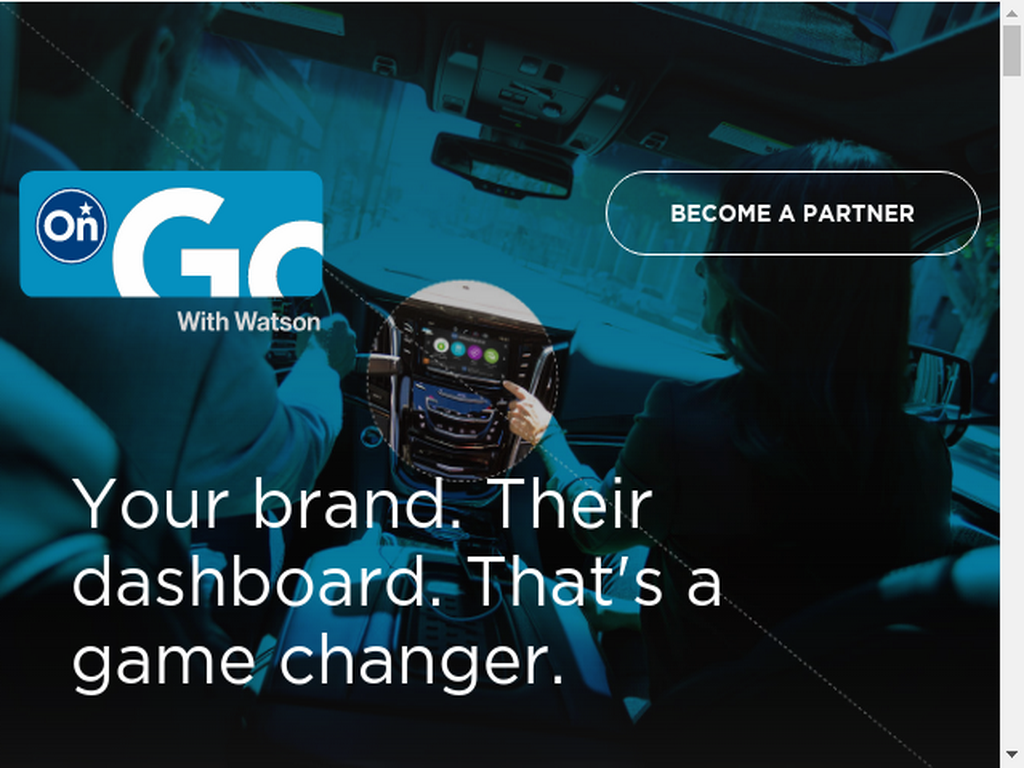 On
Go
With Watson
BECOME A PARTNER
Your brand. Their
dashboard. That's a
game changer.